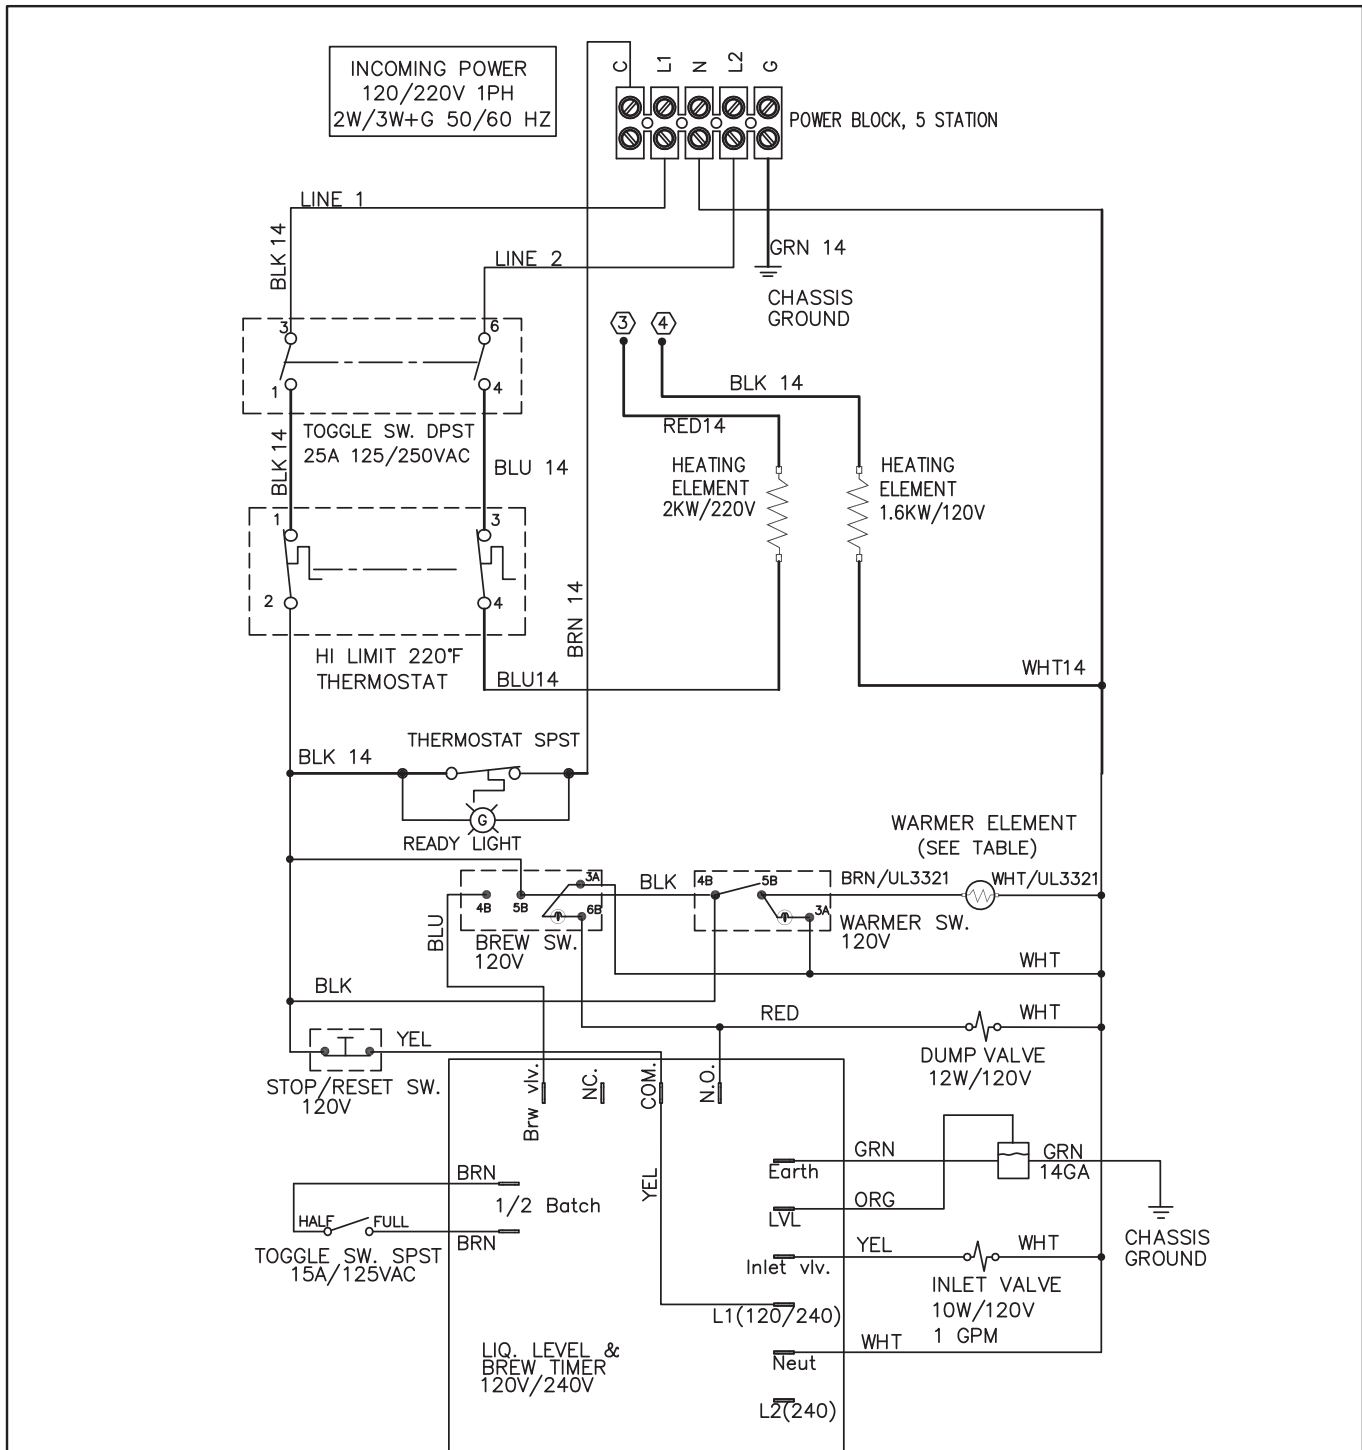 INCOMING POWER
120/220V 1PH
2W/3W+G 50/60 HZ
C L1 N L2 G
POWER BLOCK, 5 STATION
LINE 1
BLK 14
LINE 2
GRN 14
CHASSIS
GROUND
3 6
1 4
TOGGLE SW. DPST
25A 125/250VAC
BLK 14
BLU 14
3 4
BLK 14
RED14
HEATING
ELEMENT
2KW/220V
HEATING
ELEMENT
1.6KW/120V
1 3
2 4
HI LIMIT 220°F
THERMOSTAT
BLU14
BRN 14
WHT14
THERMOSTAT SPST
BLK 14
G
READY LIGHT
WARMER ELEMENT
(SEE TABLE)
BRN/UL3321
WHT/UL3321
4B 5B 3A 6B
BREW SW.
120V
BLU
BLK
4B 5B 3A
WARMER SW.
120V
WHT
BLK
RED
WHT
DUMP VALVE
12W/120V
YEL
STOP/RESET SW.
120V
Brw vlv.
NC.
COM.
N.O.
YEL
BRN
1/2 Batch
HALF FULL
BRN
TOGGLE SW. SPST
15A/125VAC
Earth
GRN
GRN
14GA
LVL
ORG
CHASSIS
GROUND
Inlet vlv.
YEL
WHT
INLET VALVE
10W/120V
1 GPM
L1(120/240)
Neut
WHT
L2(240)
LIQ. LEVEL &
BREW TIMER
120V/240V